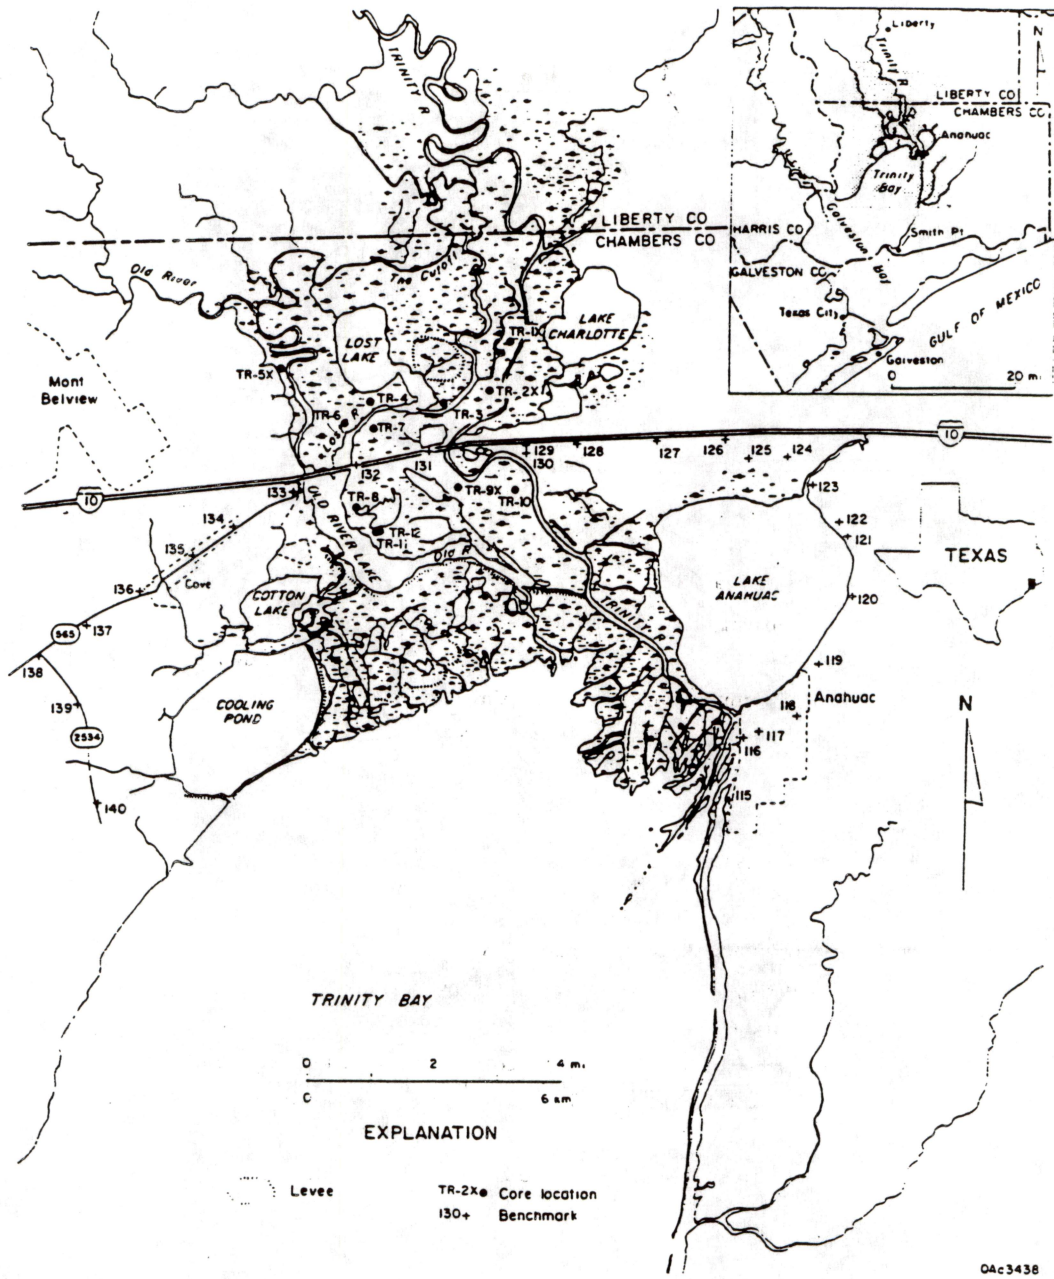 TRINITY R
Liberty
Trinity R
N
LIBERTY CO
CHAMBERS CO
Anahuac
Trinity
Bay
Galveston Bay
HARRIS CO
Smith Pt
GALVESTON CO
Texas City
GULF OF MEXICO
Galveston
0 20 mi
LIBERTY CO
CHAMBERS CO
The Cutoff
Old River
LAKE
CHARLOTTE
LOST
LAKE
TR-1X
TR-5X
Mont
Belview
TR-4
TR-2X
TR-6
TR-3
Lost R
TR-7
10
129
130
128
127
126
125
124
131
132
123
10
133
TR-8
TR-9X
TR-10
OLD RIVER LAKE
134
122
121
TR-12
TR-11
Old R
TEXAS
135
Cove
136
COTTON
LAKE
LAKE
ANAHUAC
120
TRINITY R
565
137
138
119
Anahuac
139
COOLING
POND
118
N
2534
117
116
140
115
TRINITY BAY
0 2 4 mi
0 6 km
EXPLANATION
Levee
TR-2X Core location
130+ Benchmark
QAc3438